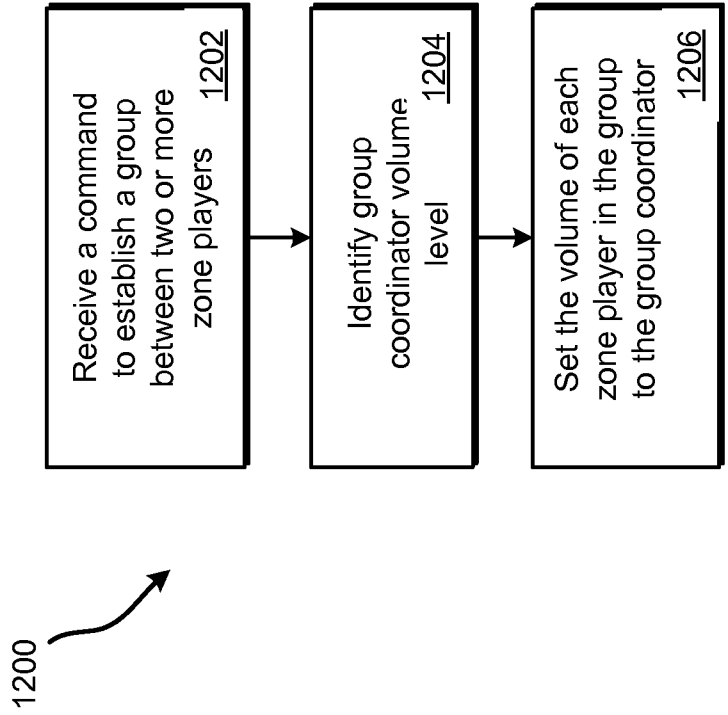 1200
Receive a command
to establish a group
between two or more
zone players
1202
Identify group
coordinator volume
level
1204
Set the volume of each
zone player in the group
to the group coordinator
1206